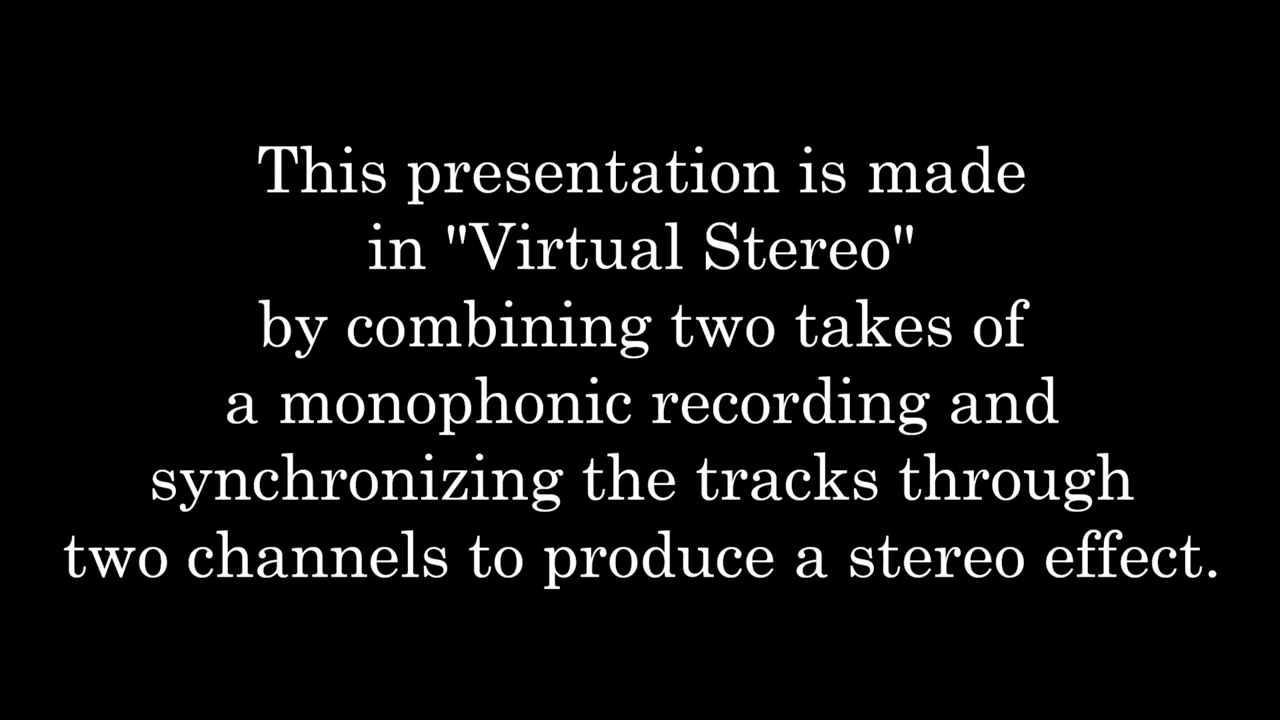 This presentation is made
in "Virtual Stereo"
by combining two takes of
a monophonic recording and
synchronizing the tracks through
two channels to produce a stereo effect.